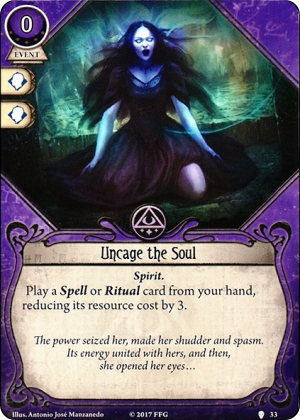 0
EVENT
Uncage the Soul
Spirit.
Play a Spell or Ritual card from your hand,
reducing its resource cost by 3.
The power seized her, made her shudder and spasm.
Its energy united with hers, and then,
she opened her eyes…
Illus. Antonio José Manzanedo
© 2017 FFG
33